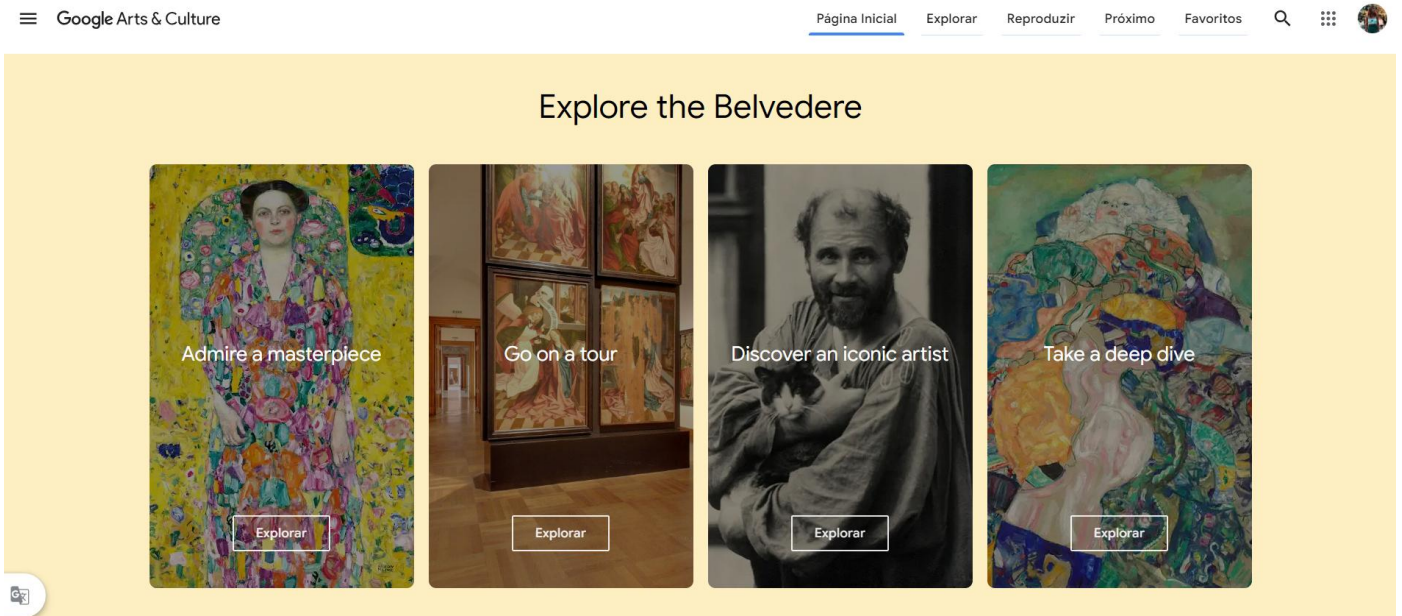 Google Arts & Culture
Página Inicial
Explorar
Reproduzir
Próximo
Favoritos
Explore the Belvedere
Admire a masterpiece
Go on a tour
Discover an iconic artist
Take a deep dive
Explorar
Explorar
Explorar
Explorar